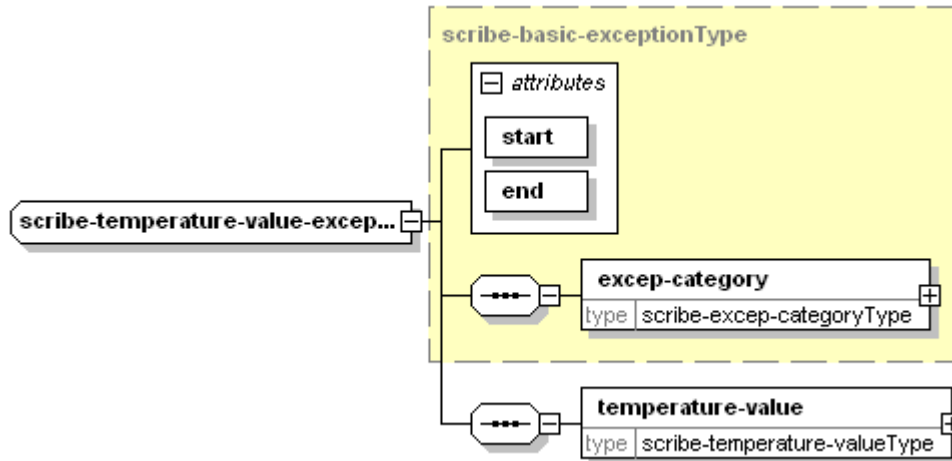 scribe-basic-exceptionType
attributes
start
end
scribe-temperature-value-excep...
excep-category
type scribe-excep-categoryType
temperature-value
type scribe-temperature-valueType